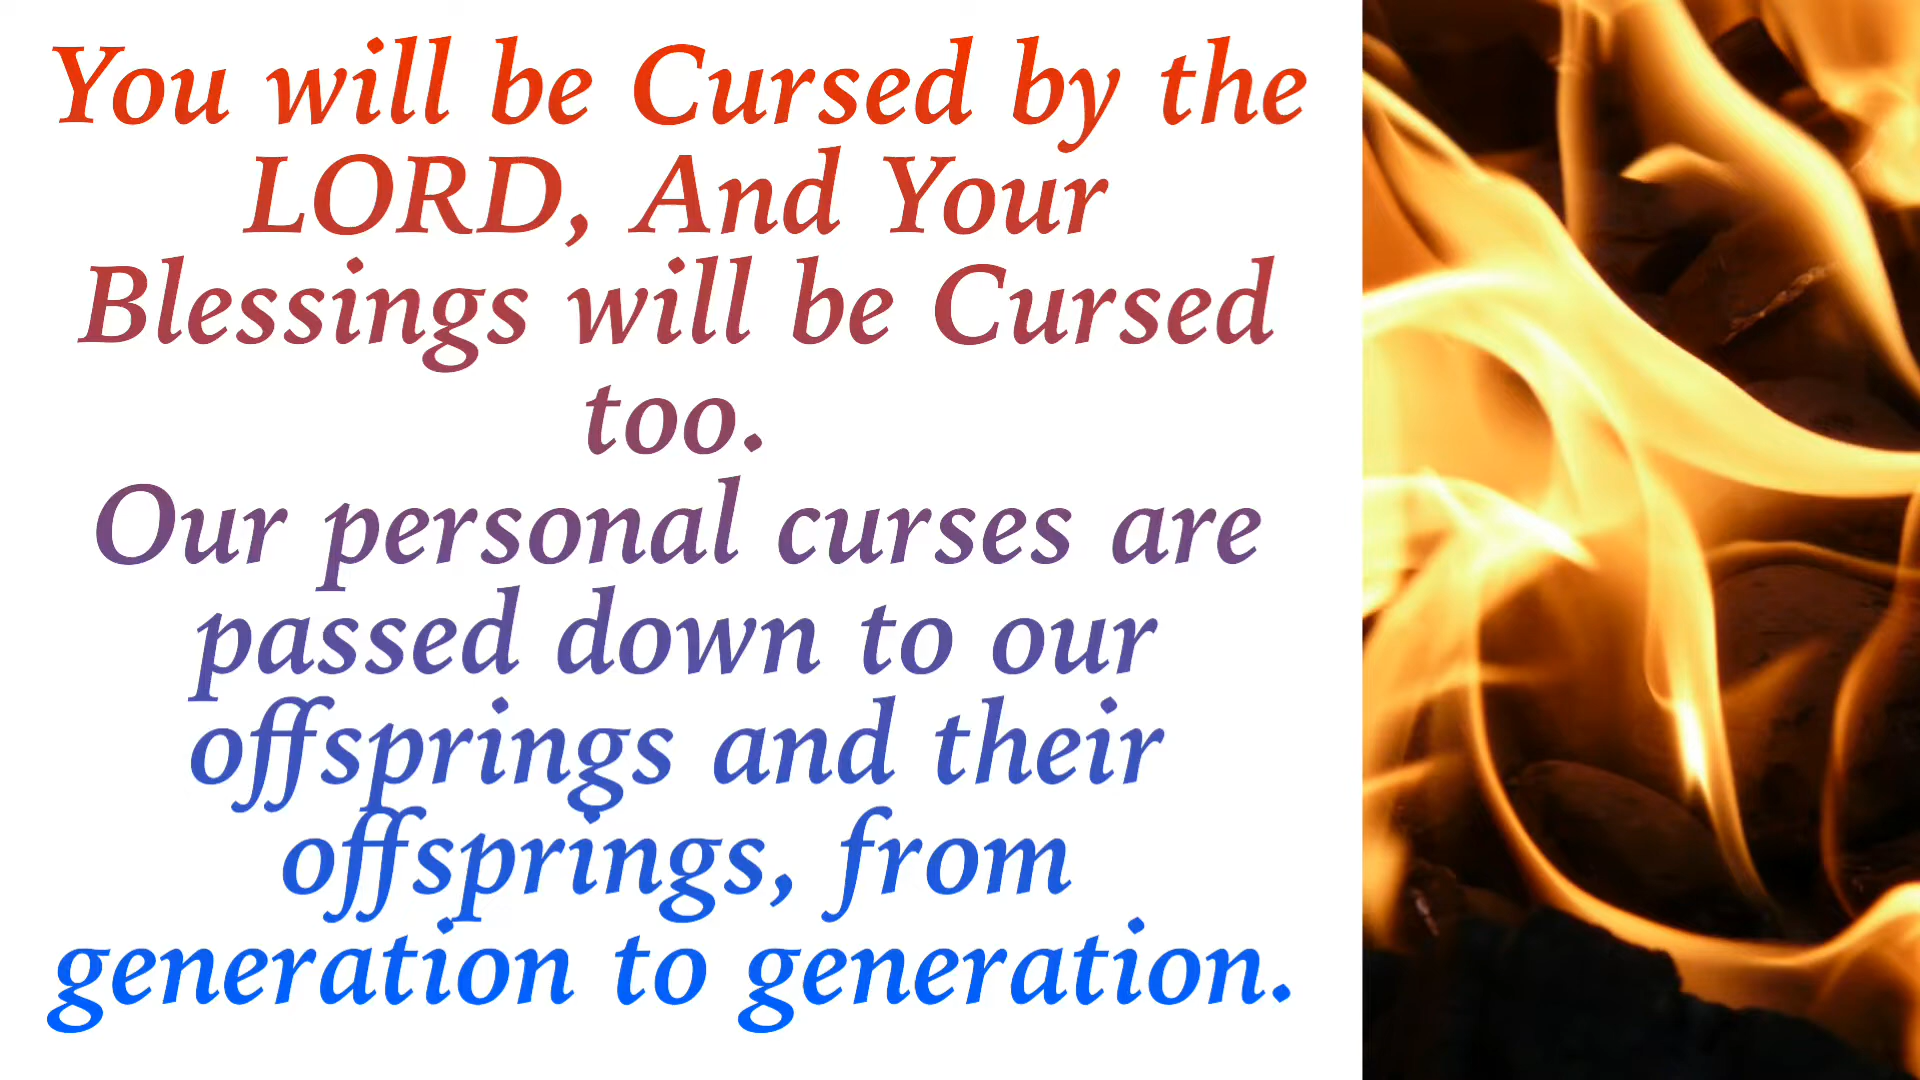 You will be Cursed by the
LORD, And Your
Blessings will be Cursed
too.
Our personal curses are
passed down to our
offsprings and their
offsprings, from
generation to generation.